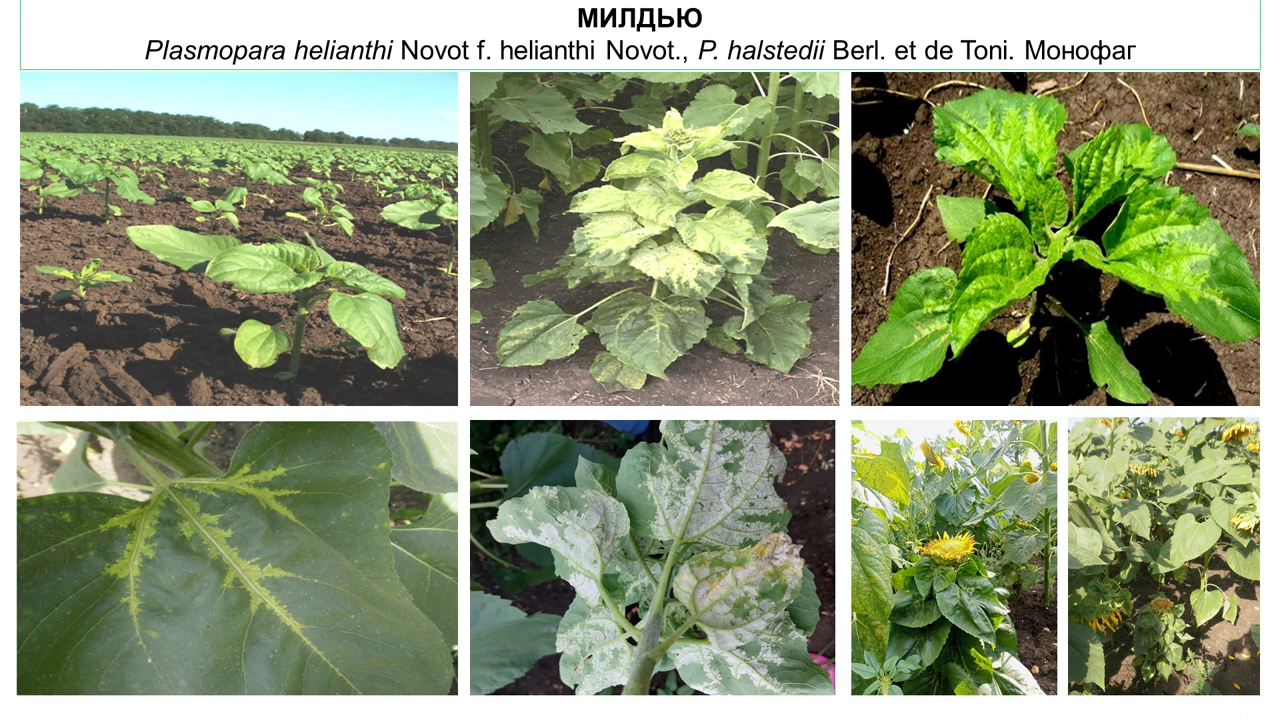 МИЛДЬЮ
Plasmopara helianthi Novot f. helianthi Novot., P. halstedii Berl. et de Toni. Монофаг